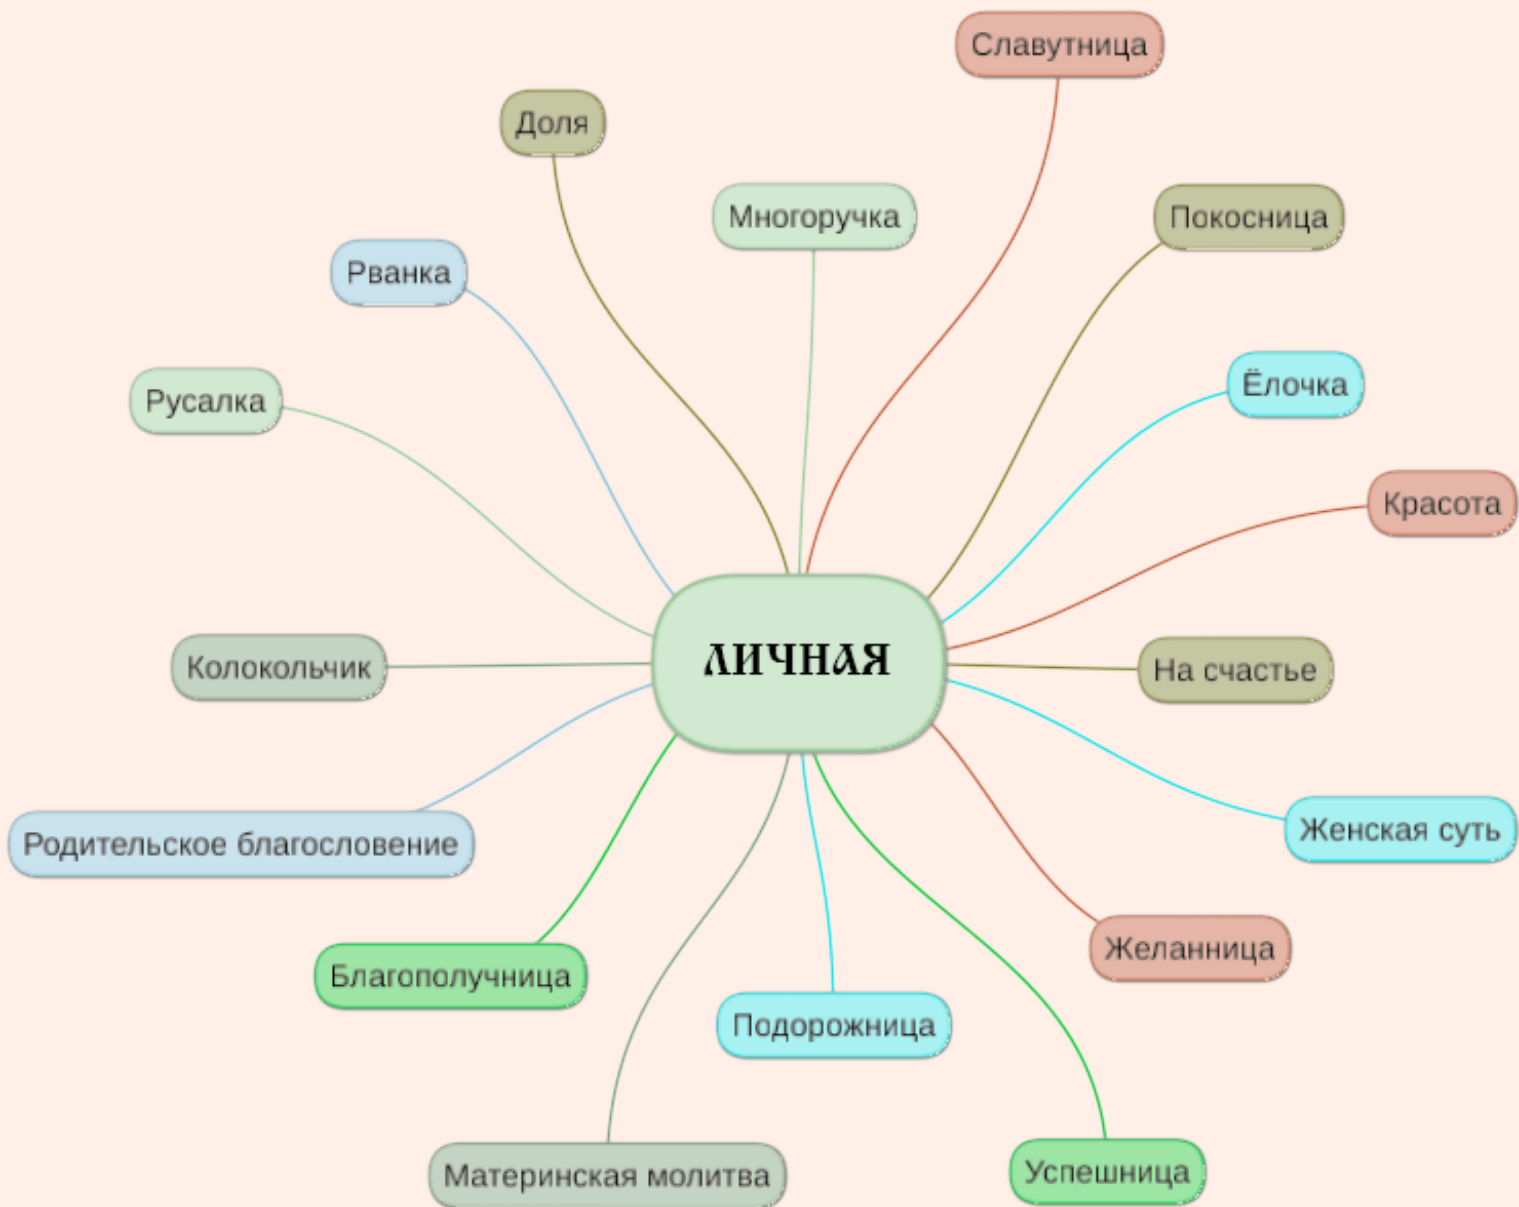 Славутница
Доля
Многоручка
Покосница
Рванка
Ёлочка
Русалка
Красота
ЛИЧНАЯ
Колокольчик
На счастье
Родительское благословение
Женская суть
Желанница
Благополучница
Подорожница
Материнская молитва
Успешница